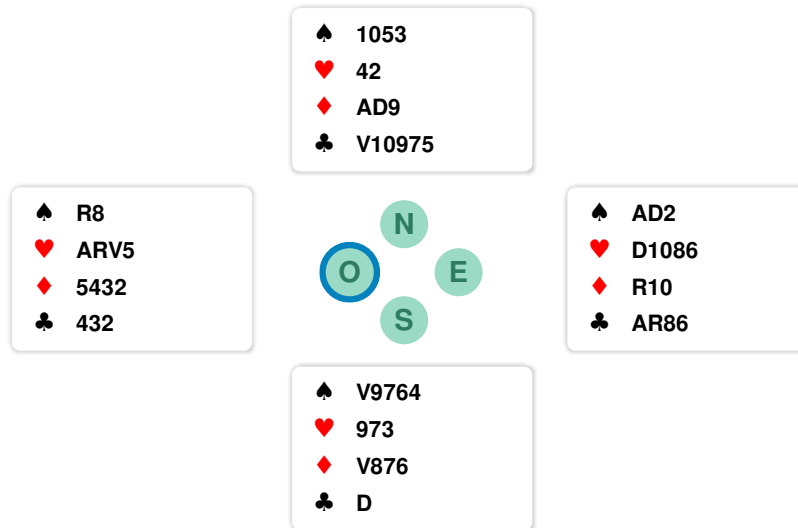 ♠ 1053
♥ 42
♦ AD9
♣ V10975
♠ R8
♥ ARV5
♦ 5432
♣ 432
N
O
E
S
♠ AD2
♥ D1086
♦ R10
♣ AR86
♠ V9764
♥ 973
♦ V876
♣ D